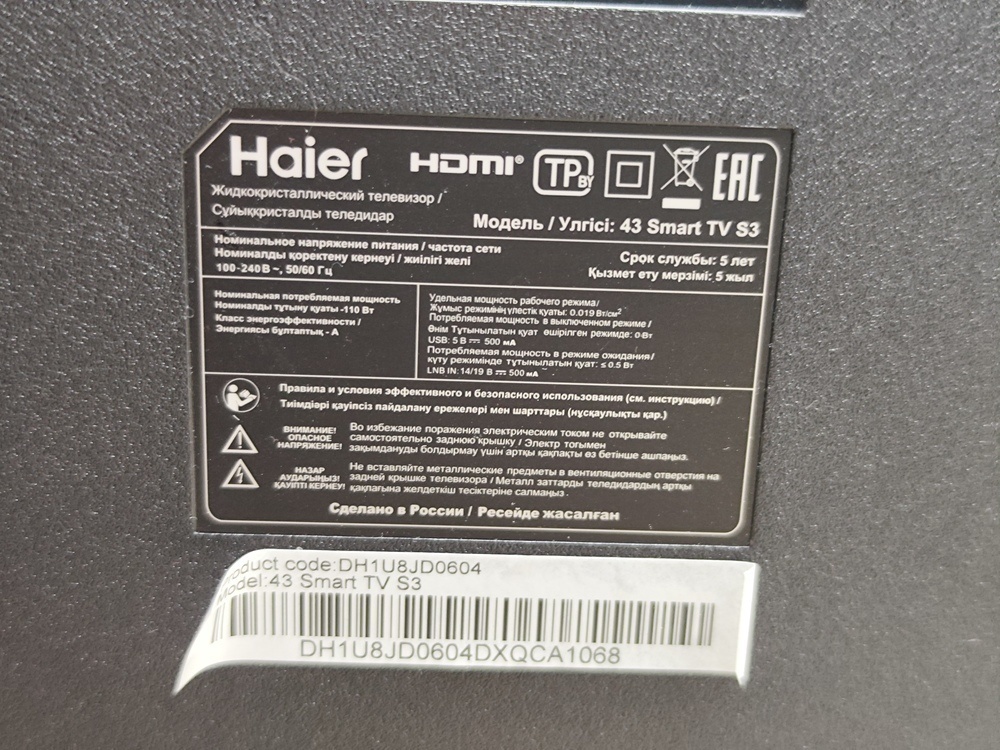 Haier HDMI® TP BY EAC
Жидкокристаллический телевизор /
Сұйыққристалды теледидар
Модель / Улгісі: 43 Smart TV S3
Номинальное напряжение питания / частота сети
Номиналды қоректену кернеуі / жиілігі желі
100-240 В ~, 50/60 Гц
Срок службы: 5 лет
Қызмет ету мерзімі: 5 жыл
Номинальная потребляемая мощность
Номиналды тұтыну қуаты -110 Вт
Класс энергоэффективности /
Энергиясы бұлтаптық - А
Удельная мощность рабочего режима/
Жұмыс режимінің үлестік қуаты: 0.019 Вт/см²
Потребляемая мощность в выключенном режиме /
Өнім Тұтынылатын қуат өшірілген режимде: 0 Вт
USB: 5 В ⎓ 500 мА
Потребляемая мощность в режиме ожидания/
күту режимінде тұтынылатын қуат: ≤ 0.5 Вт
LNB IN: 14/19 В ⎓ 500 мА
Правила и условия эффективного и безопасного использования (см. инструкцию) /
Тиімдірәі қауіпсіз пайдалану ережелері мен шарттары (нұсқаулықты қар.)
ВНИМАНИЕ!
ОПАСНОЕ
НАПРЯЖЕНИЕ!
Во избежание поражения электрическим током не открывайте
самостоятельно заднюю крышку / Электр тогымен
зақымдануды болдырмау үшін артқы қақпақты өз бетінше ашпаңыз.
НАЗАР
АУДАРЫҢЫЗ!
ҚАУІПТІ КЕРНЕУ!
Не вставляйте металлические предметы в вентиляционные отверстия на
задней крышке телевизора / Металл заттарды теледидардың артқы
қақпағына желдеткіш тесіктеріне салмаңыз.
Сделано в России / Ресейде жасалған
Product code:DH1U8JD0604
Model:43 Smart TV S3
DH1U8JD0604DXQCA1068